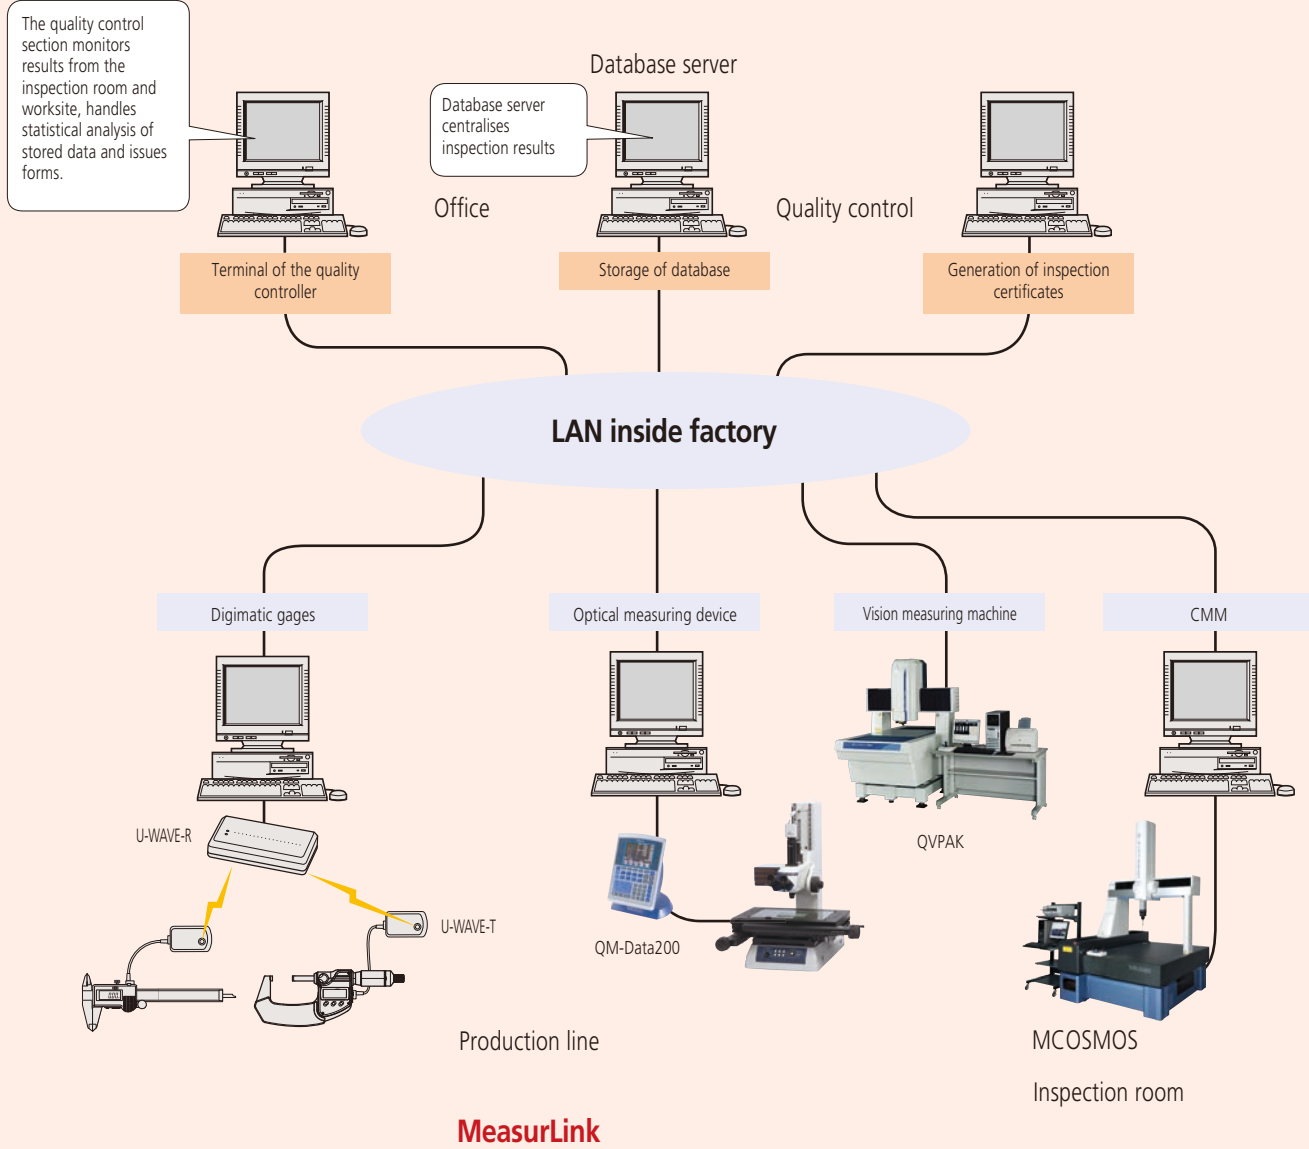 The quality control
section monitors
results from the
inspection room and
worksite, handles
statistical analysis of
stored data and issues
forms.
Database server
Database server
centralises
inspection results
Office
Quality control
Terminal of the quality
controller
Storage of database
Generation of inspection
certificates
LAN inside factory
Digimatic gages
Optical measuring device
Vision measuring machine
CMM
U-WAVE-R
U-WAVE-T
QM-Data200
QVPAK
Production line
MCOSMOS
Inspection room
MeasurLink